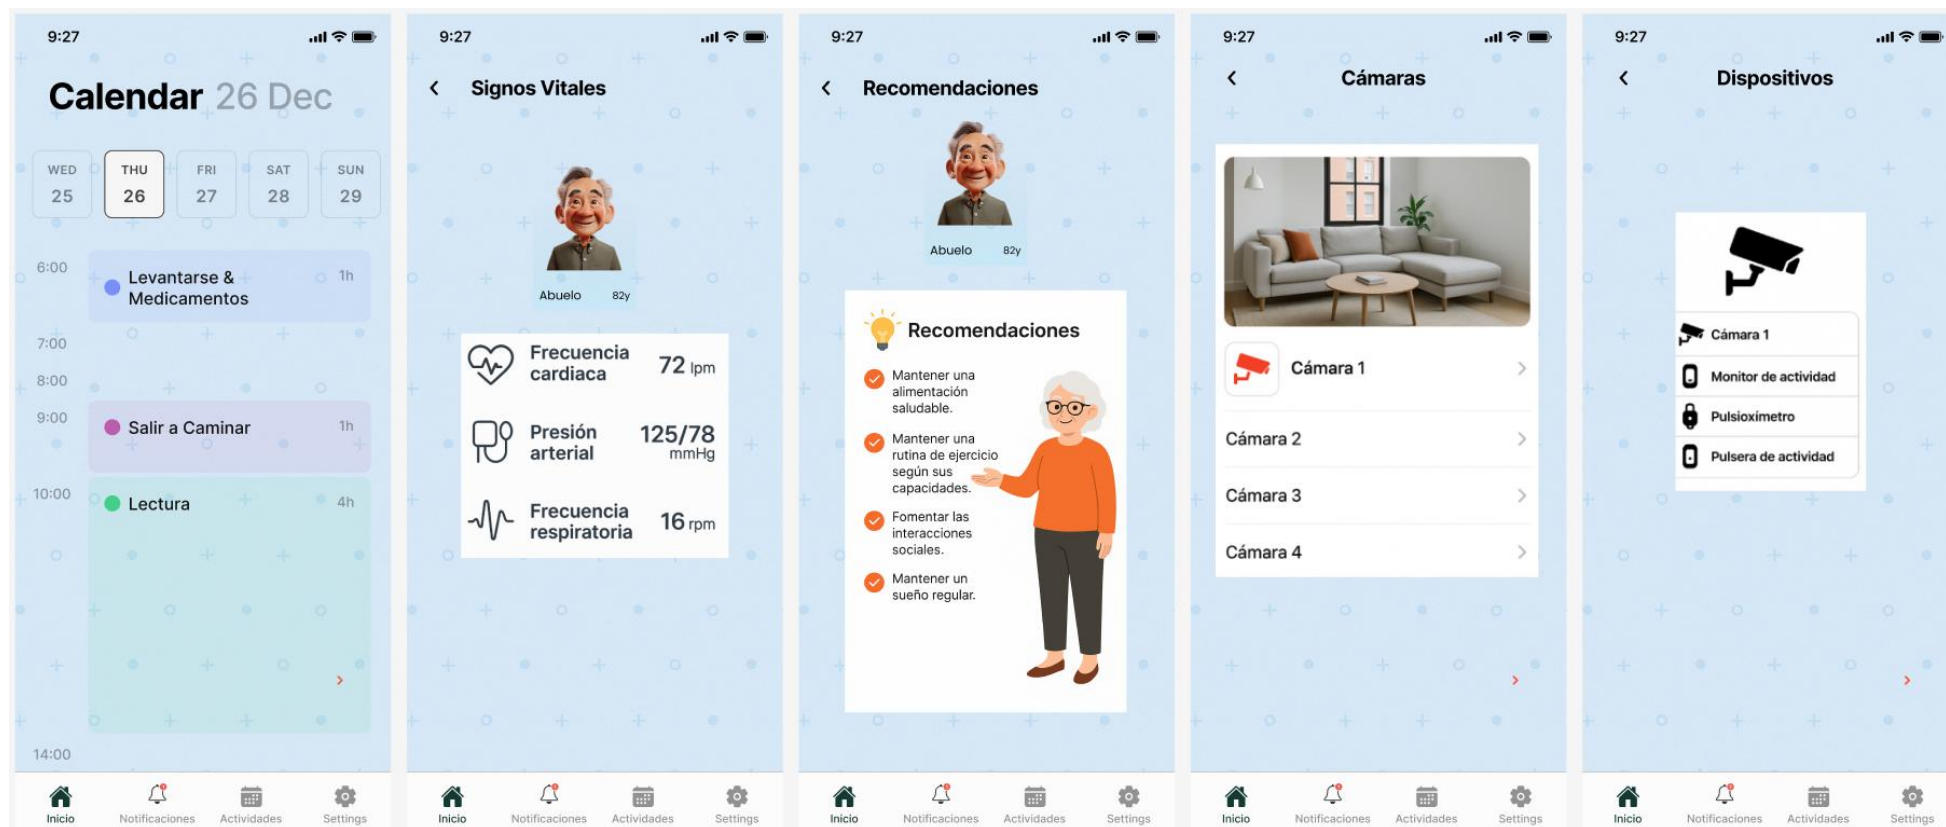 9:27
Calendar 26 Dec
WED THU FRI SAT SUN
25 26 27 28 29
6:00
Levantarse &
Medicamentos
1h
7:00
8:00
9:00
Salir a Caminar
1h
10:00
Lectura
4h
14:00
Inicio Notificaciones Actividades Settings
9:27
Signos Vitales
Abuelo 82y
Frecuencia
cardiaca
72 lpm
Presión
arterial
125/78
mmHg
Frecuencia
respiratoria
16 rpm
Inicio Notificaciones Actividades Settings
9:27
Recomendaciones
Abuelo 82y
Recomendaciones
Mantener una
alimentación
saludable.
Mantener una
rutina de ejercicio
según sus
capacidades.
Fomentar las
interacciones
sociales.
Mantener un
sueño regular.
Inicio Notificaciones Actividades Settings
9:27
Cámaras
Cámara 1
Cámara 2
Cámara 3
Cámara 4
Inicio Notificaciones Actividades Settings
9:27
Dispositivos
Cámara 1
Monitor de actividad
Pulsioxímetro
Pulsera de actividad
Inicio Notificaciones Actividades Settings